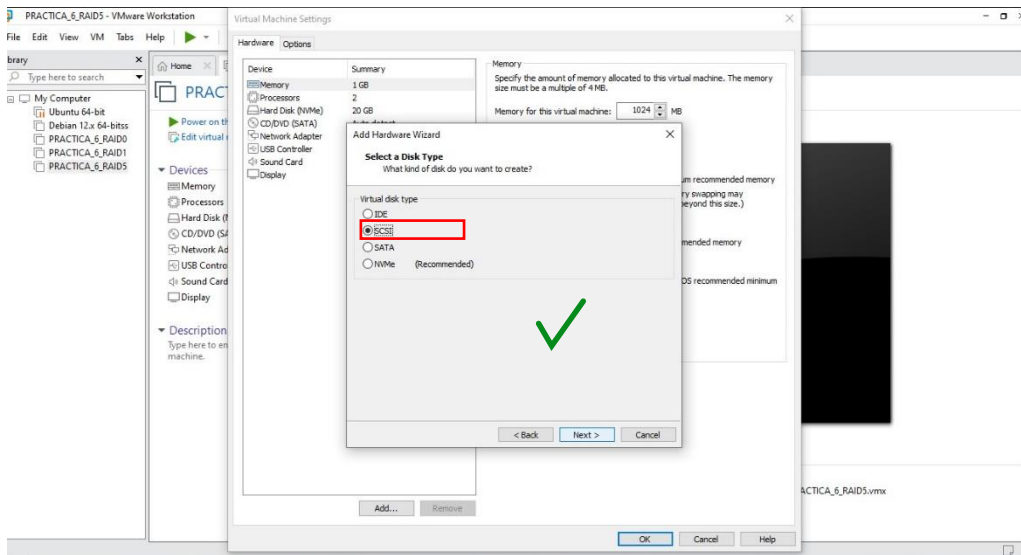 PRACTICA_6_RAID5 - VMware Workstation
File Edit View VM Tabs Help
brary
Type here to search
My Computer
Ubuntu 64-bit
Debian 12.x 64-bitss
PRACTICA_6_RAID0
PRACTICA_6_RAID1
PRACTICA_6_RAID5
Home
PRACT
Power on th
Edit virtual
Devices
Memory
Processors
Hard Disk (N
CD/DVD (SA
Network Ad
USB Contro
Sound Card
Display
Description
Type here to en
machine.
Virtual Machine Settings
Hardware Options
Device Summary
Memory 1 GB
Processors 2
Hard Disk (NVMe) 20 GB
CD/DVD (SATA) Auto detect
Network Adapter
USB Controller
Sound Card
Display
Memory
Specify the amount of memory allocated to this virtual machine. The memory
size must be a multiple of 4 MB.
Memory for this virtual machine: 1024 MB
um recommended memory
ry swapping may
beyond this size.)
mended memory
OS recommended minimum
Add Hardware Wizard
Select a Disk Type
What kind of disk do you want to create?
Virtual disk type
IDE
SCSI
SATA
NVMe (Recommended)
< Back Next > Cancel
Add... Remove
OK Cancel Help
ACTICA_6_RAID5.vmx